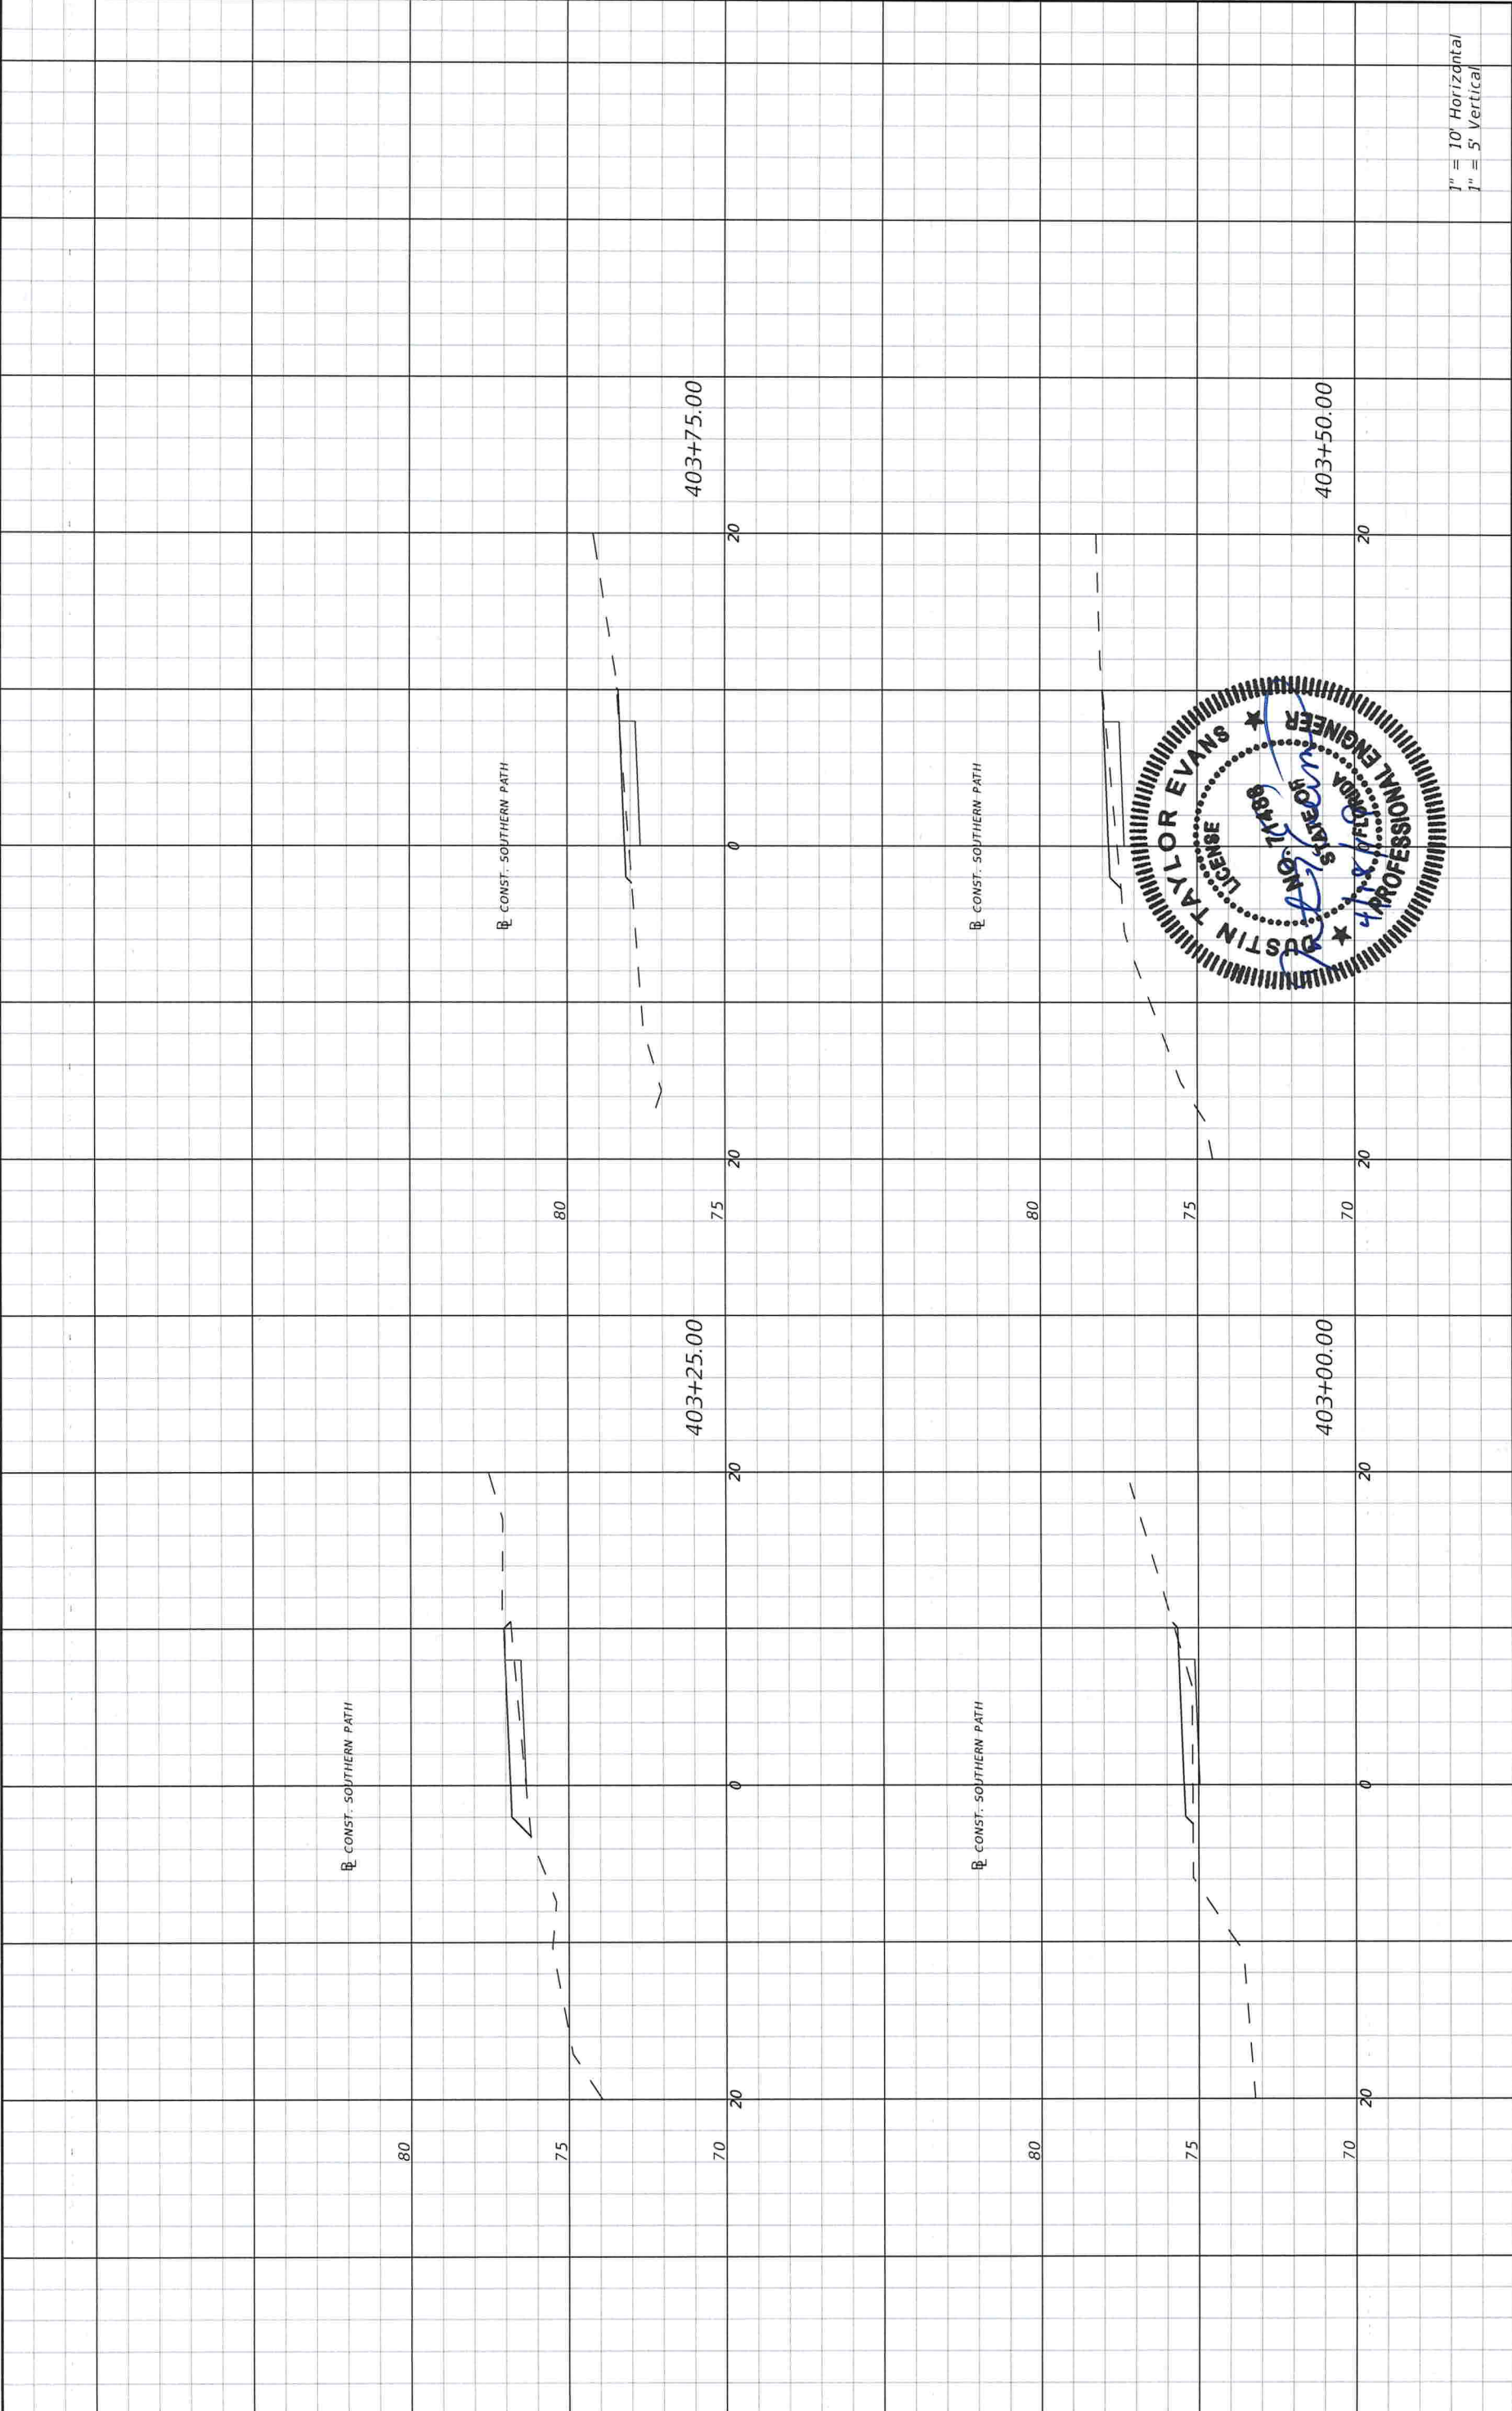 ℄ CONST. SOUTHERN PATH
80
75
70
20
0
20
403+25.00
℄ CONST. SOUTHERN PATH
80
75
20
0
20
403+75.00
℄ CONST. SOUTHERN PATH
80
75
70
20
0
20
403+00.00
℄ CONST. SOUTHERN PATH
80
75
70
20
0
20
403+50.00
DUSTIN TAYLOR EVANS
LICENSE
NO. 71488
STATE OF
FLORIDA
PROFESSIONAL ENGINEER
1" = 10' Horizontal
1" = 5' Vertical